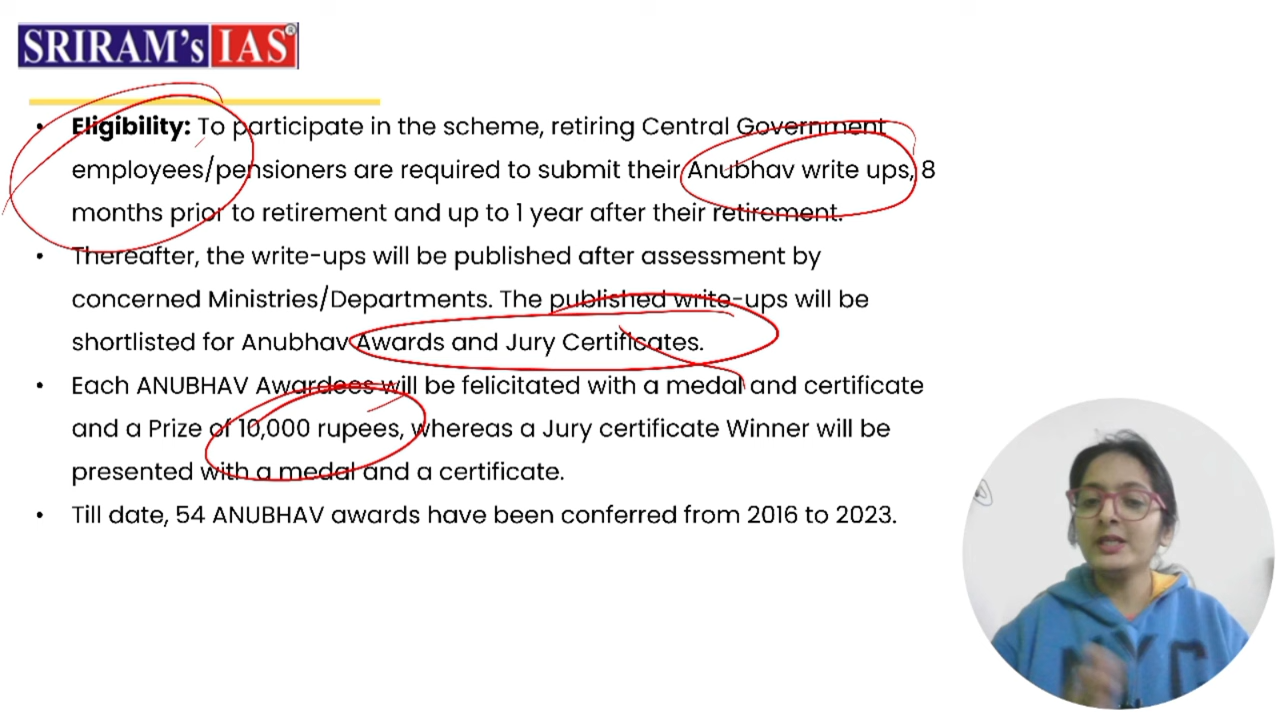 SRIRAM's IAS®
• Eligibility: To participate in the scheme, retiring Central Government
employees/pensioners are required to submit their Anubhav write ups, 8
months prior to retirement and up to 1 year after their retirement.
• Thereafter, the write-ups will be published after assessment by
concerned Ministries/Departments. The published write-ups will be
shortlisted for Anubhav Awards and Jury Certificates.
• Each ANUBHAV Awardees will be felicitated with a medal and certificate
and a Prize of 10,000 rupees, whereas a Jury certificate Winner will be
presented with a medal and a certificate.
• Till date, 54 ANUBHAV awards have been conferred from 2016 to 2023.
NYC